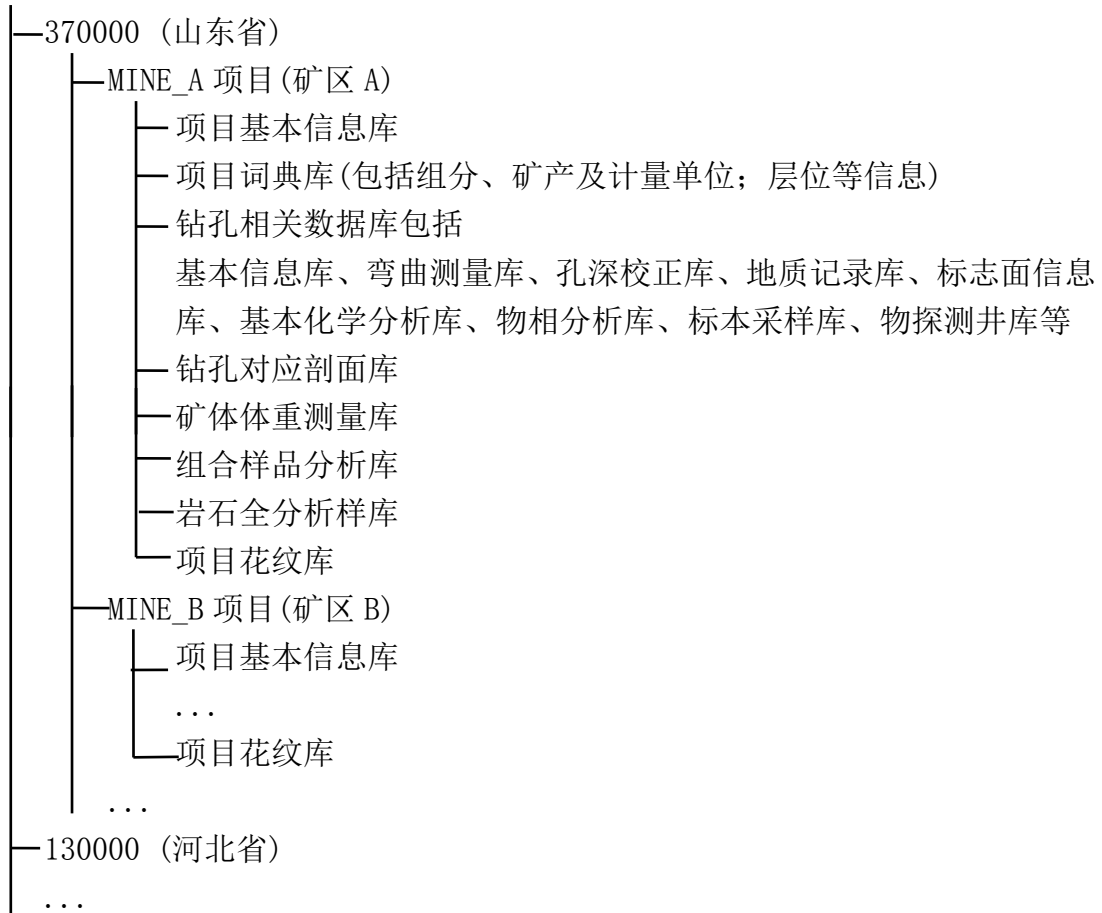 370000 (山东省)
MINE_A 项目(矿区 A)
项目基本信息库
项目词典库(包括组分、矿产及计量单位; 层位等信息)
钻孔相关数据库包括
基本信息库、弯曲测量库、孔深校正库、地质记录库、标志面信息
库、基本化学分析库、物相分析库、标本采样库、物探测井库等
钻孔对应剖面库
矿体体重测量库
组合样品分析库
岩石全分析样库
项目花纹库
MINE_B 项目(矿区 B)
项目基本信息库
...
项目花纹库
...
130000 (河北省)
...